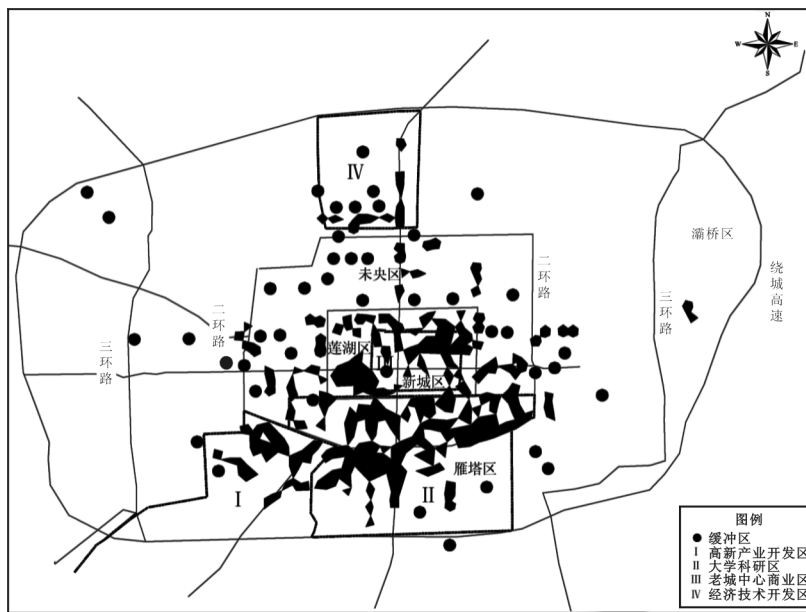 N
W E
S
Ⅳ
灞桥区
二环路
绕城高速
未央区
二环路
三环路
三环路
莲湖区
Ⅲ
新城区
雁塔区
Ⅰ
Ⅱ
图例
缓冲区
Ⅰ 高新产业开发区
Ⅱ 大学科研区
Ⅲ 老城中心商业区
Ⅳ 经济技术开发区